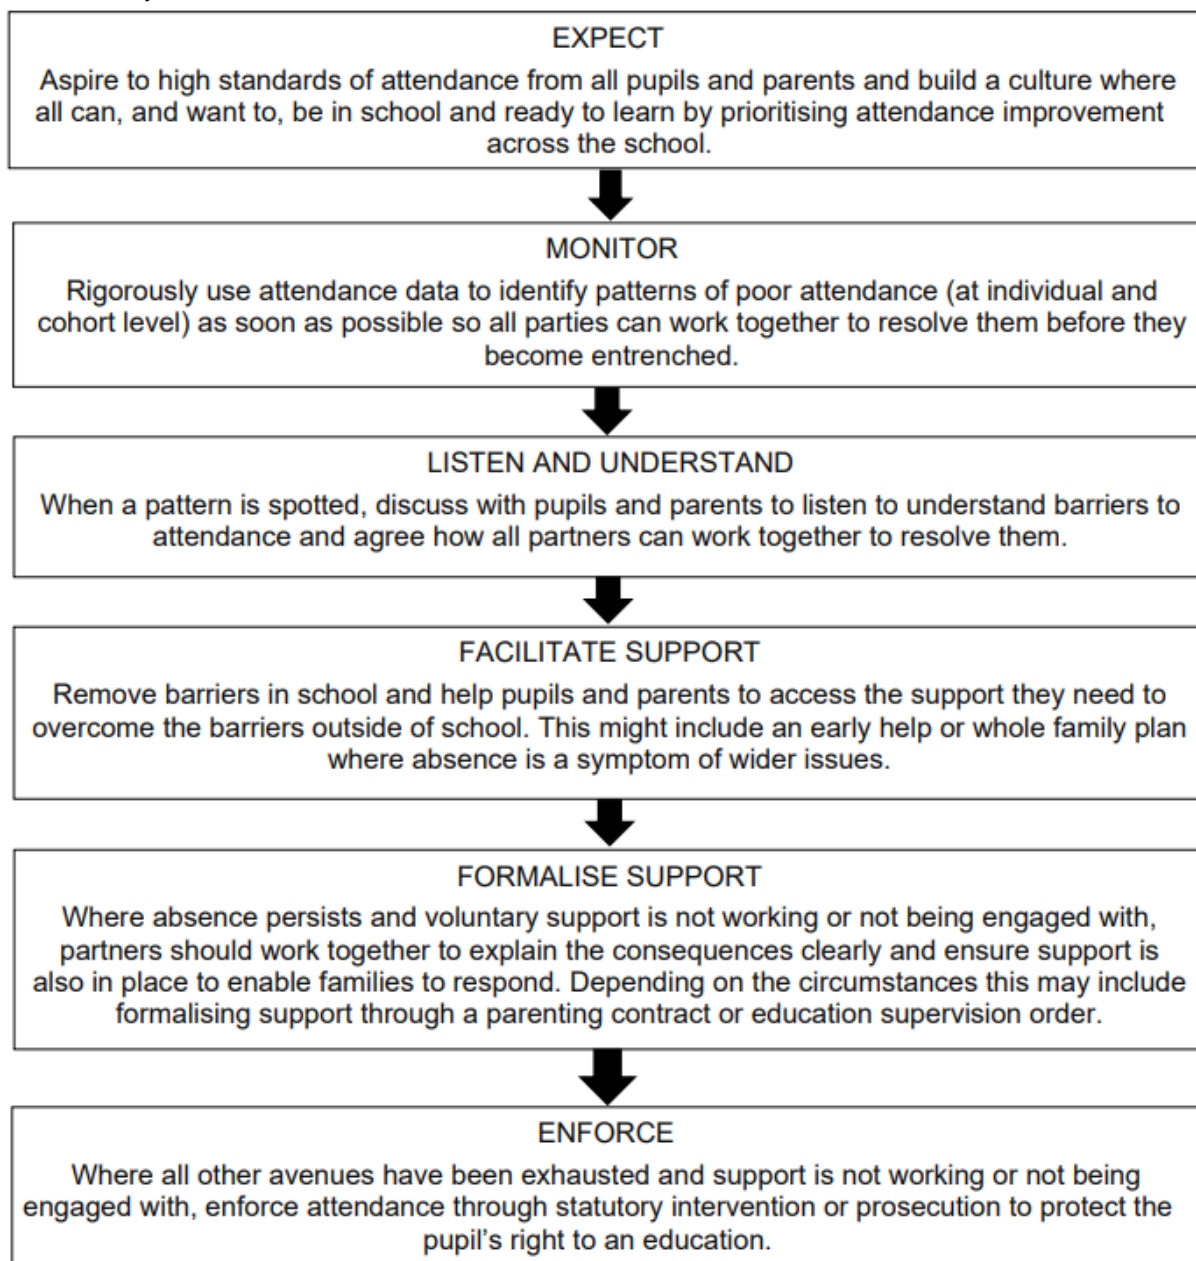 EXPECT
Aspire to high standards of attendance from all pupils and parents and build a culture where
all can, and want to, be in school and ready to learn by prioritising attendance improvement
across the school.
MONITOR
Rigorously use attendance data to identify patterns of poor attendance (at individual and
cohort level) as soon as possible so all parties can work together to resolve them before they
become entrenched.
LISTEN AND UNDERSTAND
When a pattern is spotted, discuss with pupils and parents to listen to understand barriers to
attendance and agree how all partners can work together to resolve them.
FACILITATE SUPPORT
Remove barriers in school and help pupils and parents to access the support they need to
overcome the barriers outside of school. This might include an early help or whole family plan
where absence is a symptom of wider issues.
FORMALISE SUPPORT
Where absence persists and voluntary support is not working or not being engaged with,
partners should work together to explain the consequences clearly and ensure support is
also in place to enable families to respond. Depending on the circumstances this may include
formalising support through a parenting contract or education supervision order.
ENFORCE
Where all other avenues have been exhausted and support is not working or not being
engaged with, enforce attendance through statutory intervention or prosecution to protect the
pupil's right to an education.